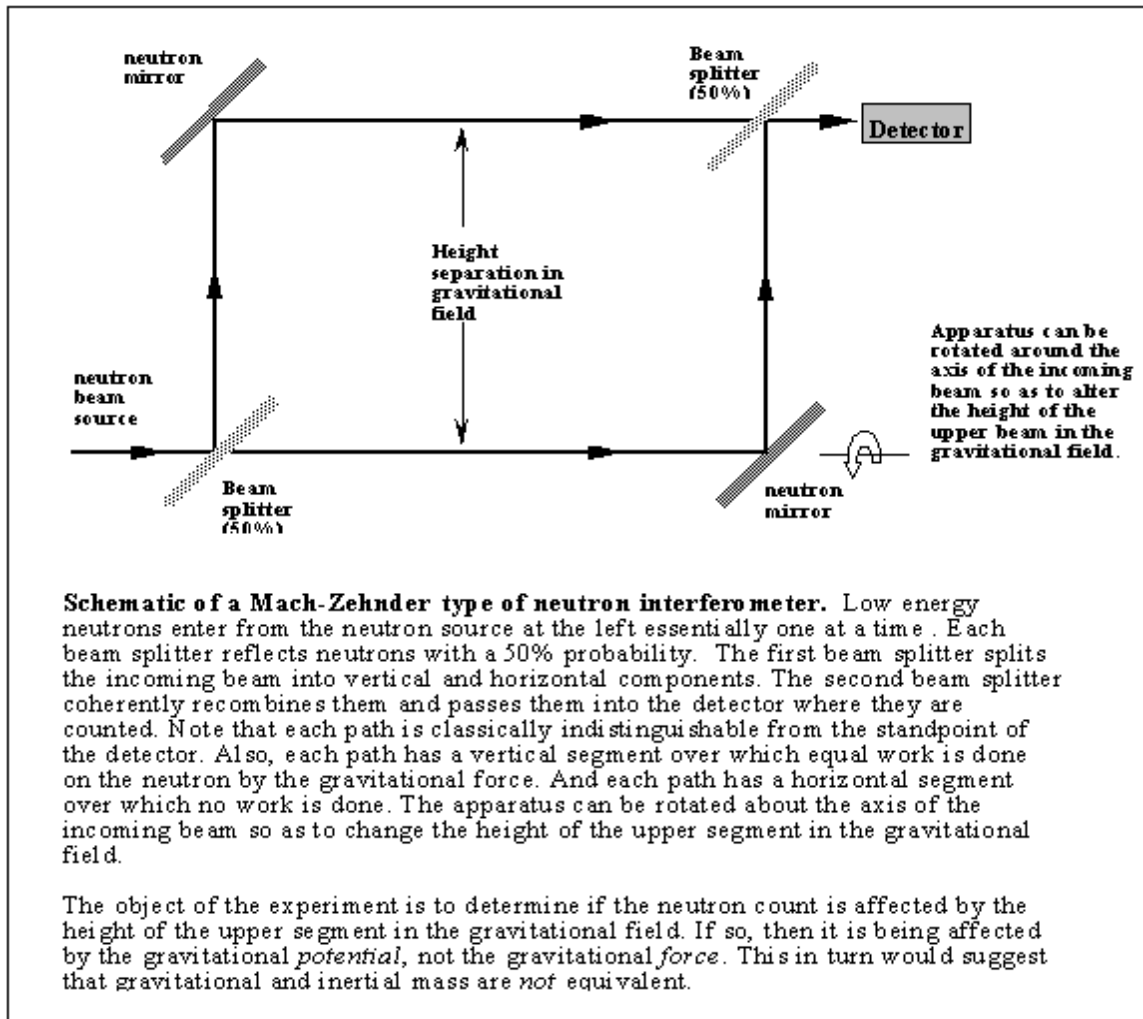 neutron
mirror
Beam
splitter
(50%)
Detector
Height
separation in
gravitational
field
Apparatus can be
rotated around the
axis of the incoming
beam so as to alter
the height of the
upper beam in the
gravitational field.
neutron
beam
source
Beam
splitter
(50%)
neutron
mirror
Schematic of a Mach-Zehnder type of neutron interferometer. Low energy
neutrons enter from the neutron source at the left essentially one at a time . Each
beam splitter reflects neutrons with a 50% probability. The first beam splitter splits
the incoming beam into vertical and horizontal components. The second beam splitter
coherently recombines them and passes them into the detector where they are
counted. Note that each path is classically indistinguishable from the standpoint of
the detector. Also, each path has a vertical segment over which equal work is done
on the neutron by the gravitational force. And each path has a horizontal segment
over which no work is done. The apparatus can be rotated about the axis of the
incoming beam so as to change the height of the upper segment in the gravitational
field.
The object of the experiment is to determine if the neutron count is affected by the
height of the upper segment in the gravitational field. If so, then it is being affected
by the gravitational potential, not the gravitational force. This in turn would suggest
that gravitational and inertial mass are not equivalent.